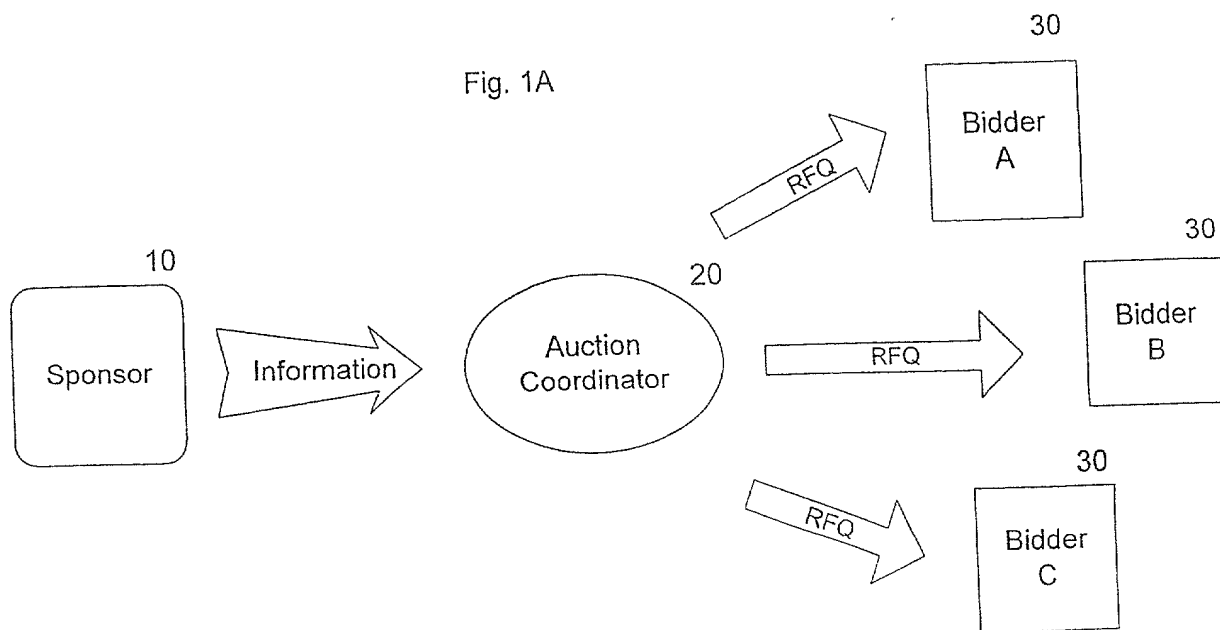 Fig. 1A
30
Bidder
A
RFQ
30
Bidder
B
10
20
Sponsor
Information
Auction
Coordinator
RFQ
30
Bidder
C
RFQ